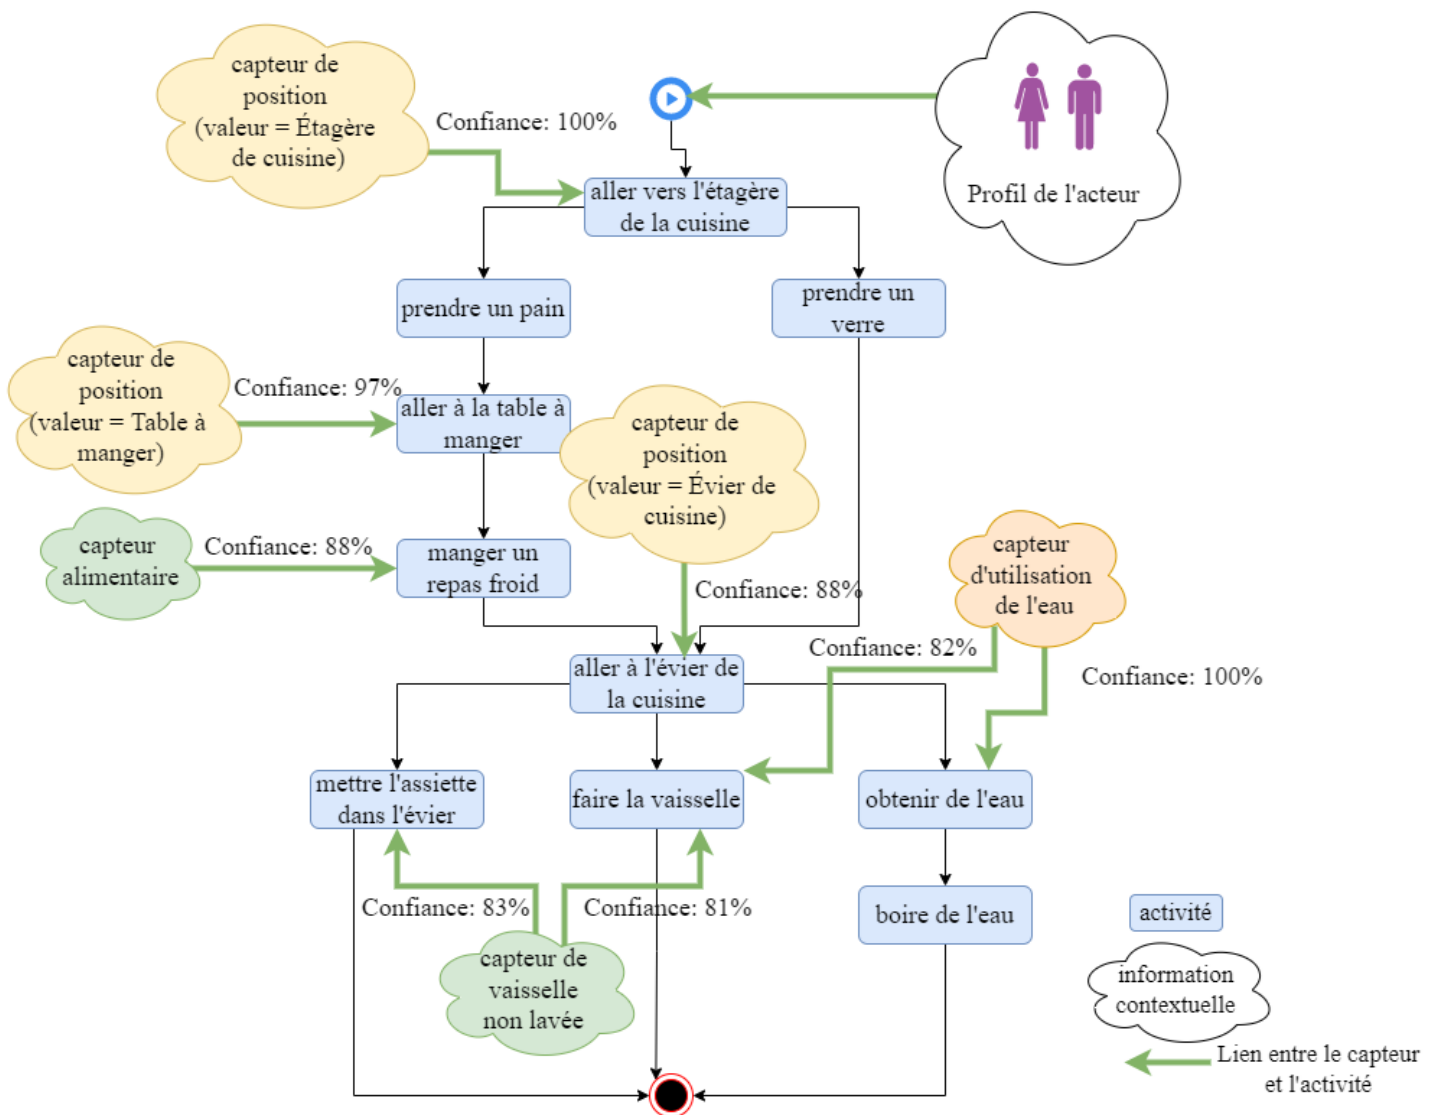 capteur de
position
(valeur = Étagère
de cuisine)
Confiance: 100%
Profil de l'acteur
aller vers l'étagère
de la cuisine
prendre un pain
prendre un
verre
capteur de
position
(valeur = Table à
manger)
Confiance: 97%
aller à la table à
manger
capteur de
position
(valeur = Évier de
cuisine)
capteur
alimentaire
Confiance: 88%
manger un
repas froid
Confiance: 88%
capteur
d'utilisation
de l'eau
Confiance: 82%
Confiance: 100%
aller à l'évier de
la cuisine
mettre l'assiette
dans l'évier
faire la vaisselle
obtenir de l'eau
Confiance: 83%
Confiance: 81%
boire de l'eau
capteur de
vaisselle
non lavée
activité
information
contextuelle
Lien entre le capteur
et l'activité